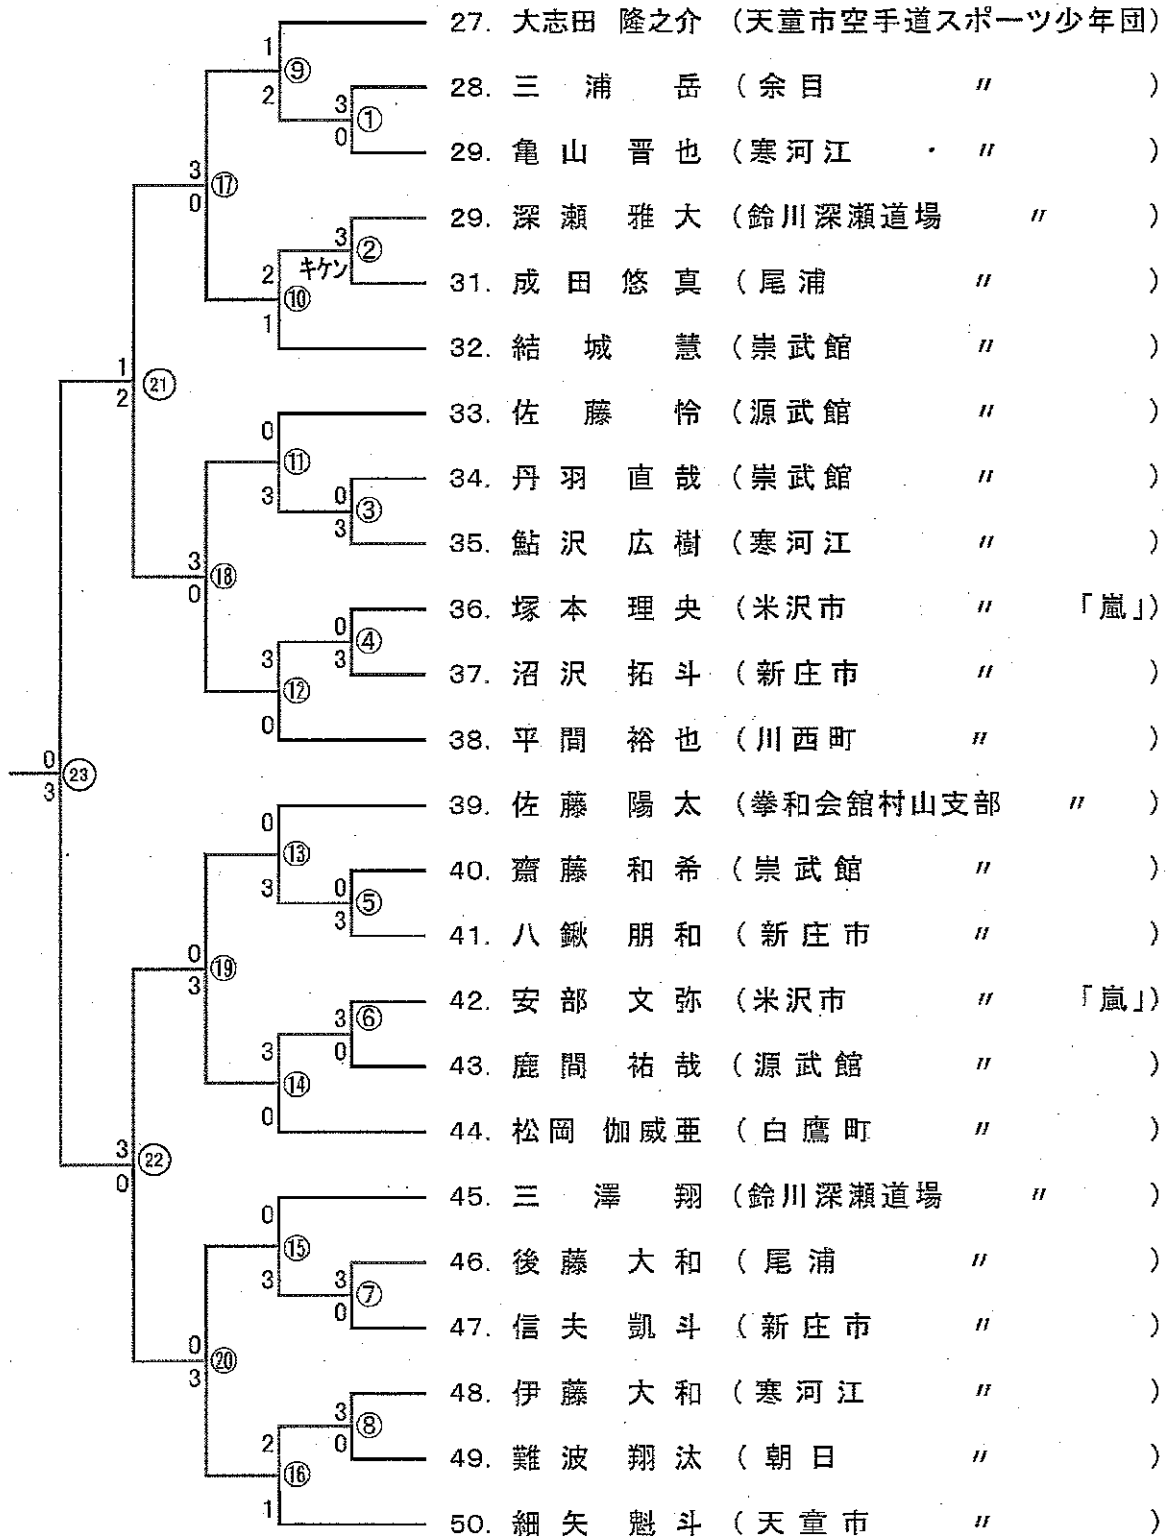 27. 大志田 隆之介 (天童市空手道スポーツ少年団)
1
⑨
2
28. 三 浦 岳 (余目 〃 )
3
①
0
29. 亀山 晋也 (寒河江 ・ 〃 )
3
⑰
0
29. 深瀬 雅大 (鈴川深瀬道場 〃 )
3
②
キケン
2
⑩
31. 成田 悠真 (尾浦 〃 )
1
32. 結城 慧 (崇武館 〃 )
1
㉑
2
33. 佐藤 怜 (源武館 〃 )
0
⑪
3
34. 丹羽 直哉 (崇武館 〃 )
0
③
3
35. 鮎沢 広樹 (寒河江 〃 )
3
⑱
0
36. 塚本 理央 (米沢市 〃 「嵐」)
0
④
3
3
⑫
37. 沼沢 拓斗 (新庄市 〃 )
0
38. 平間 裕也 (川西町 〃 )
0
㉓
3
39. 佐藤 陽太 (拳和会舘村山支部 〃 )
0
⑬
3
40. 齋藤 和希 (崇武館 〃 )
0
⑤
3
41. 八鍬 朋和 (新庄市 〃 )
0
⑲
3
42. 安部 文弥 (米沢市 〃 「嵐」)
3
⑥
0
3
⑭
43. 鹿間 祐哉 (源武館 〃 )
0
44. 松岡 伽威亜 (白鷹町 〃 )
3
㉒
0
45. 三澤 翔 (鈴川深瀬道場 〃 )
0
⑮
3
46. 後藤 大和 (尾浦 〃 )
3
⑦
0
47. 信夫 凱斗 (新庄市 〃 )
0
⑳
3
48. 伊藤 大和 (寒河江 〃 )
3
⑧
0
2
⑯
49. 難波 翔汰 (朝日 〃 )
1
50. 細矢 魁斗 (天童市 〃 )